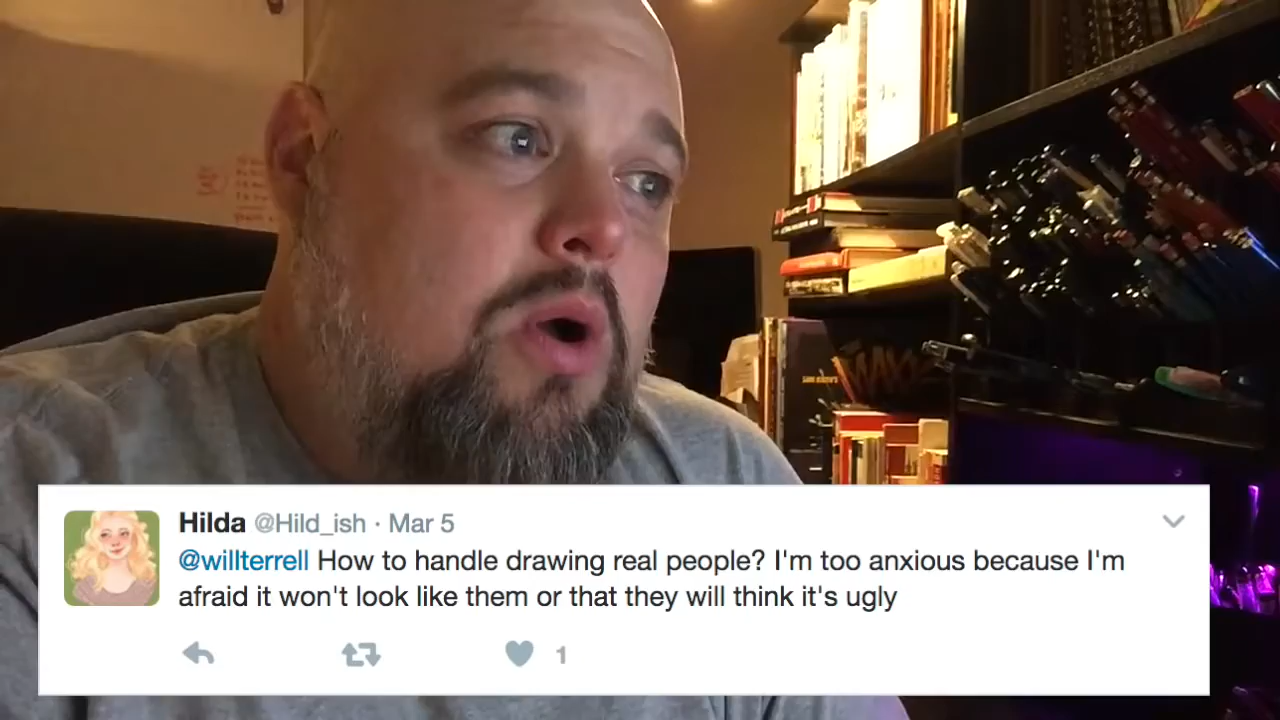 Hilda @Hild_ish · Mar 5
@willterrell How to handle drawing real people? I'm too anxious because I'm
afraid it won't look like them or that they will think it's ugly
1